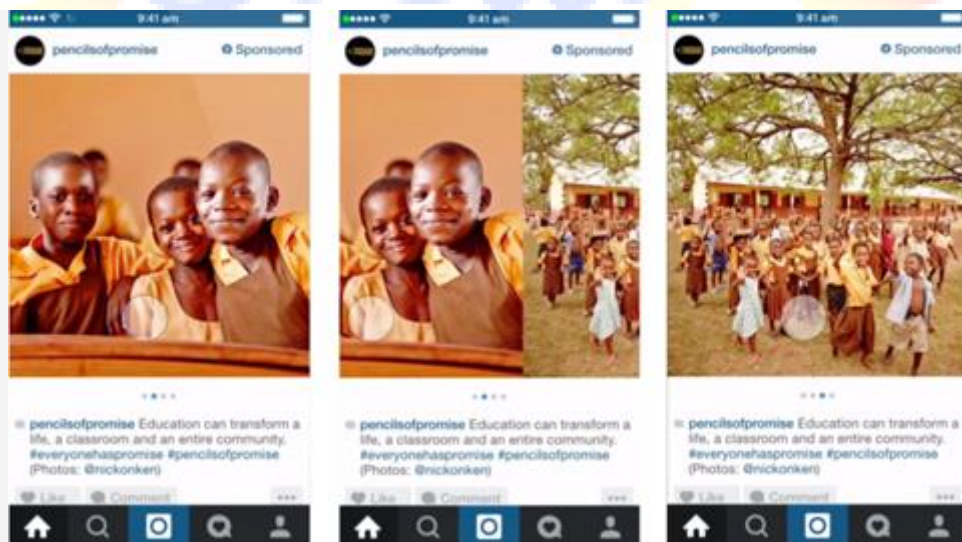 9:41 am
pencilsofpromise Sponsored
pencilsofpromise Education can transform a
life, a classroom and an entire community.
#everyonehaspromise #pencilsofpromise
(Photos: @nickonken)
Like Comment
9:41 am
pencilsofpromise Sponsored
pencilsofpromise Education can transform a
life, a classroom and an entire community.
#everyonehaspromise #pencilsofpromise
(Photos: @nickonken)
Like Comment
9:41 am
pencilsofpromise Sponsored
pencilsofpromise Education can transform a
life, a classroom and an entire community.
#everyonehaspromise #pencilsofpromise
(Photos: @nickonken)
Like Comment